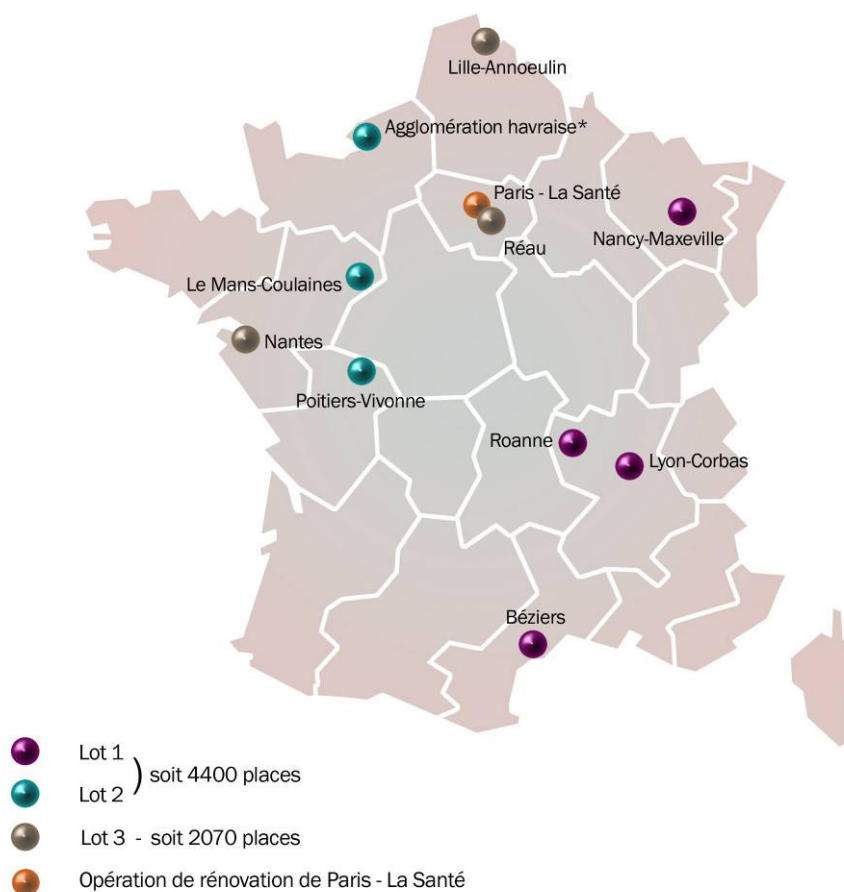 Lille-Annoeulin
Agglomération havraise*
Paris - La Santé
Nancy-Maxeville
Réau
Le Mans-Coulaines
Nantes
Poitiers-Vivonne
Roanne
Lyon-Corbas
Béziers
Lot 1
) soit 4400 places
Lot 2
Lot 3 - soit 2070 places
Opération de rénovation de Paris - La Santé